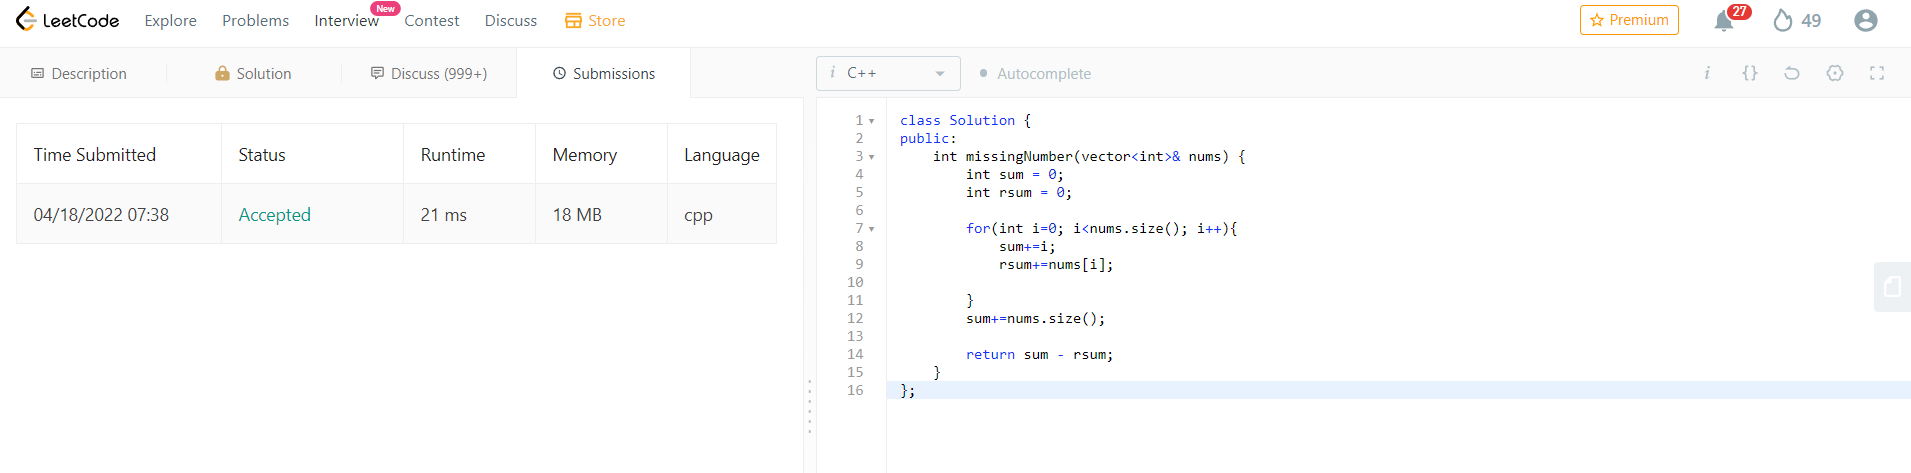 LeetCode Explore Problems Interview New Contest Discuss Store Premium 27 49
Description Solution Discuss (999+) Submissions
Time Submitted Status Runtime Memory Language
04/18/2022 07:38 Accepted 21 ms 18 MB cpp
i C++ Autocomplete i {}
1 class Solution {
2 public:
3     int missingNumber(vector<int>& nums) {
4         int sum = 0;
5         int rsum = 0;
6
7         for(int i=0; i<nums.size(); i++){
8             sum+=i;
9             rsum+=nums[i];
10
11         }
12         sum+=nums.size();
13
14         return sum - rsum;
15     }
16 };